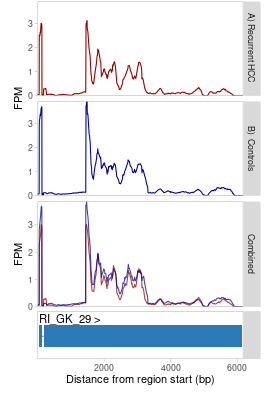 A) Recurrent HCC
FPM
3
2
1
0
B) Controls
3
2
1
0
Combined
FPM
3
2
1
0
RI_GK_29 >
2000 4000 6000
Distance from region start (bp)